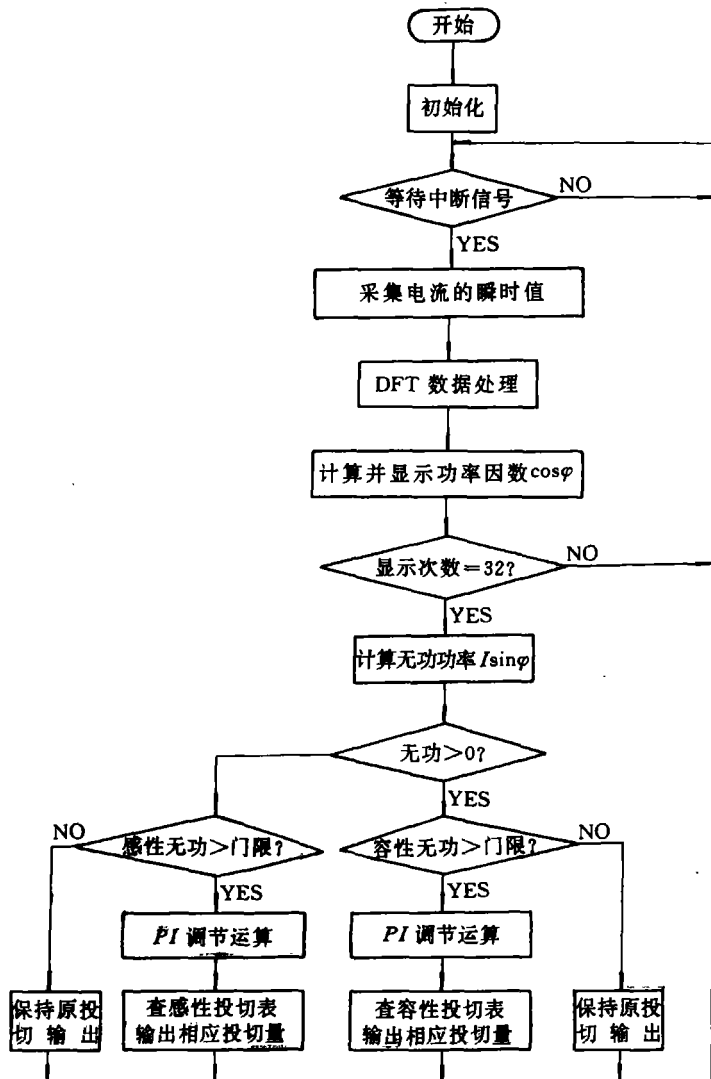 开始
初始化
等待中断信号
NO
YES
采集电流的瞬时值
DFT 数据处理
计算并显示功率因数cosφ
显示次数=32?
NO
YES
计算无功功率Isinφ
无功>0?
YES
感性无功>门限?
NO
YES
容性无功>门限?
NO
YES
PI 调节运算
PI 调节运算
保持原投
切 输 出
查感性投切表
输出相应投切量
查容性投切表
输出相应投切量
保持原投
切 输 出